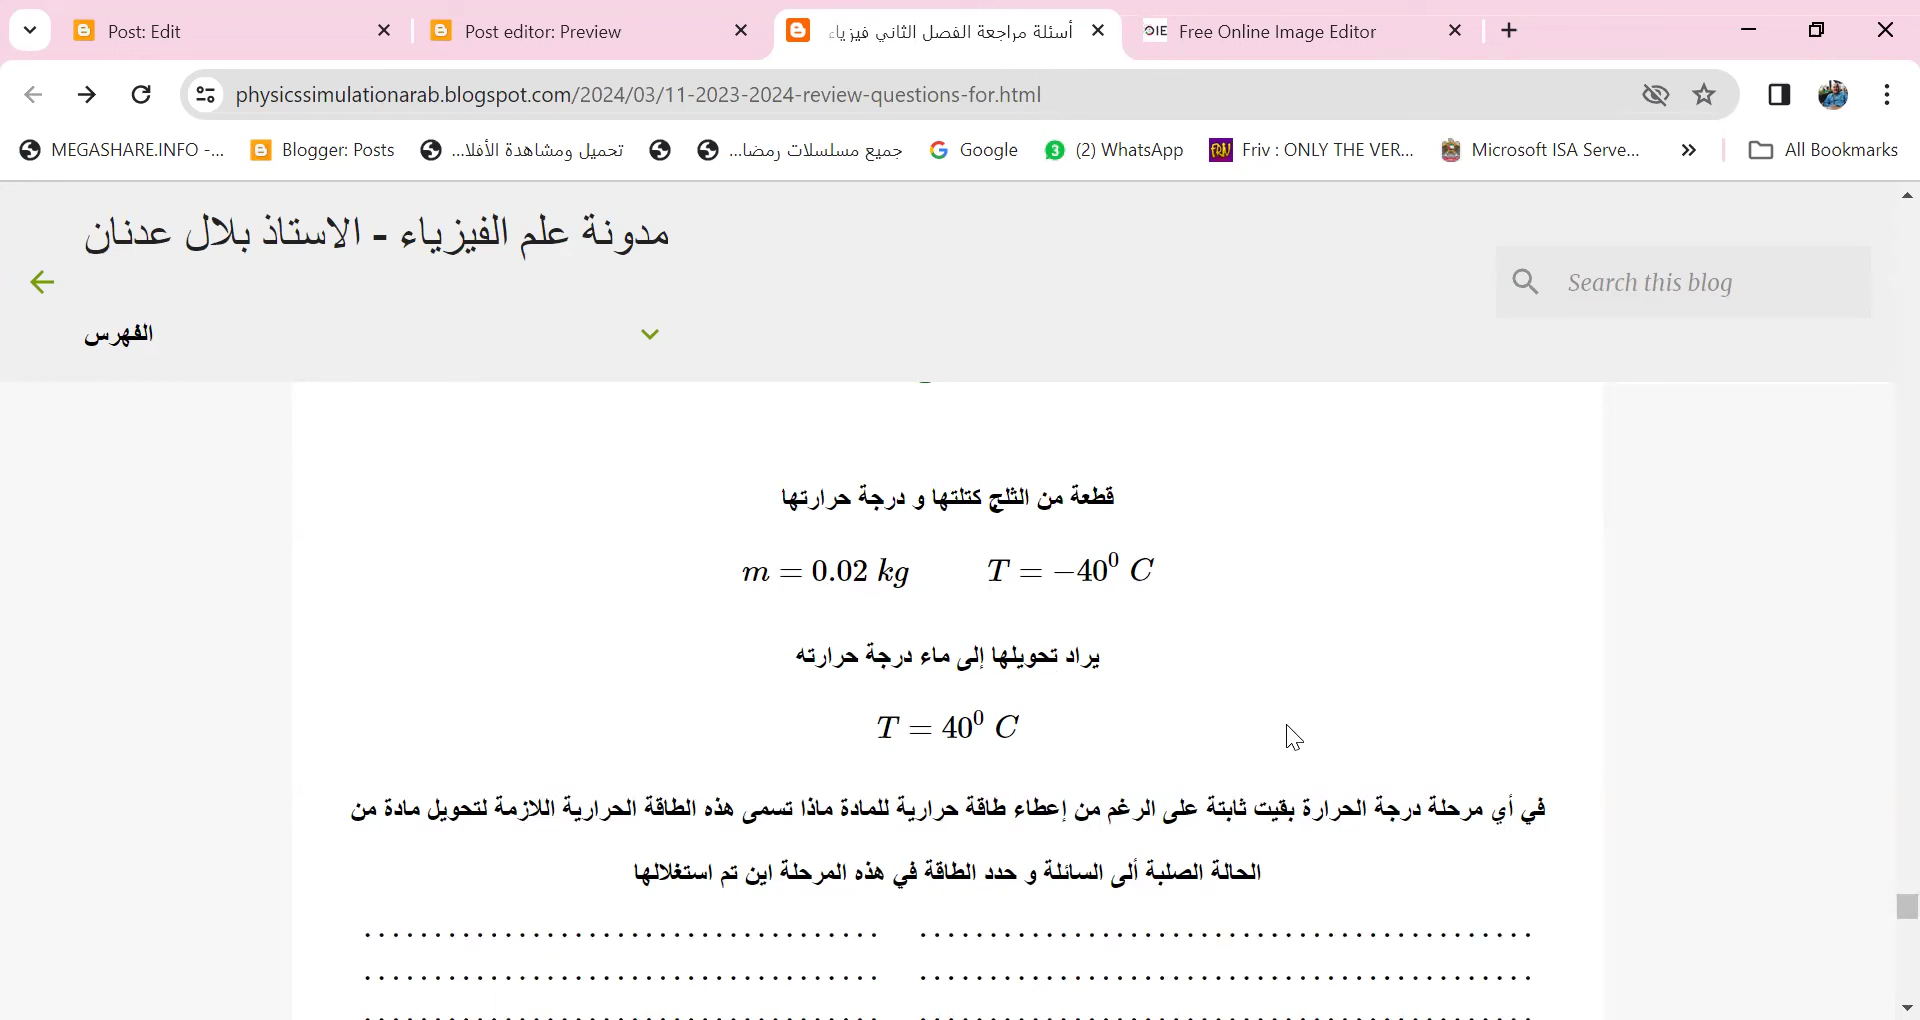 Post: Edit
Post editor: Preview
أسئلة مراجعة الفصل الثاني فيزياء
OIE Free Online Image Editor
physicssimulationarab.blogspot.com/2024/03/11-2023-2024-review-questions-for.html
MEGASHARE.INFO -...
Blogger: Posts
تحميل ومشاهدة الأفلا...
جميع مسلسلات رمضا...
Google
3 (2) WhatsApp
Friv : ONLY THE VER...
Microsoft ISA Serve...
All Bookmarks
مدونة علم الفيزياء - الاستاذ بلال عدنان
Search this blog
الفهرس
قطعة من الثلج كتلتها و درجة حرارتها
m = 0.02 kg T = −40⁰ C
يراد تحويلها إلى ماء درجة حرارته
T = 40⁰ C
في أي مرحلة درجة الحرارة بقيت ثابتة على الرغم من إعطاء طاقة حرارية للمادة ماذا تسمى هذه الطاقة الحرارية اللازمة لتحويل مادة من
الحالة الصلبة ألى السائلة و حدد الطاقة في هذه المرحلة اين تم استغلالها